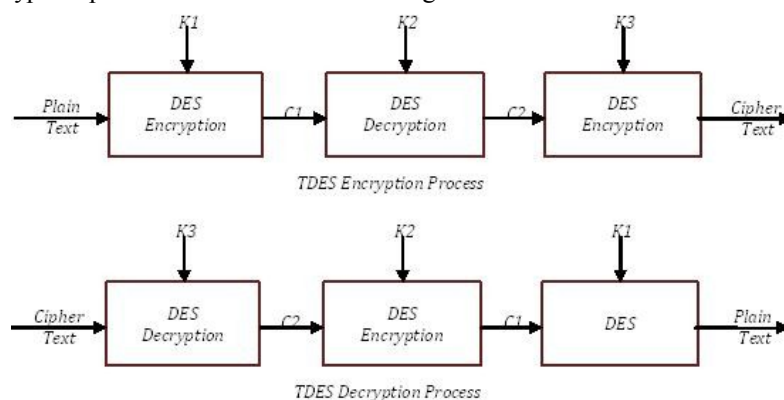 K1 K2 K3
Plain Text
DES Encryption
C1
DES Decryption
C2
DES Encryption
Cipher Text
TDES Encryption Process
K3 K2 K1
Cipher Text
DES Decryption
C2
DES Encryption
C1
DES
Plain Text
TDES Decryption Process